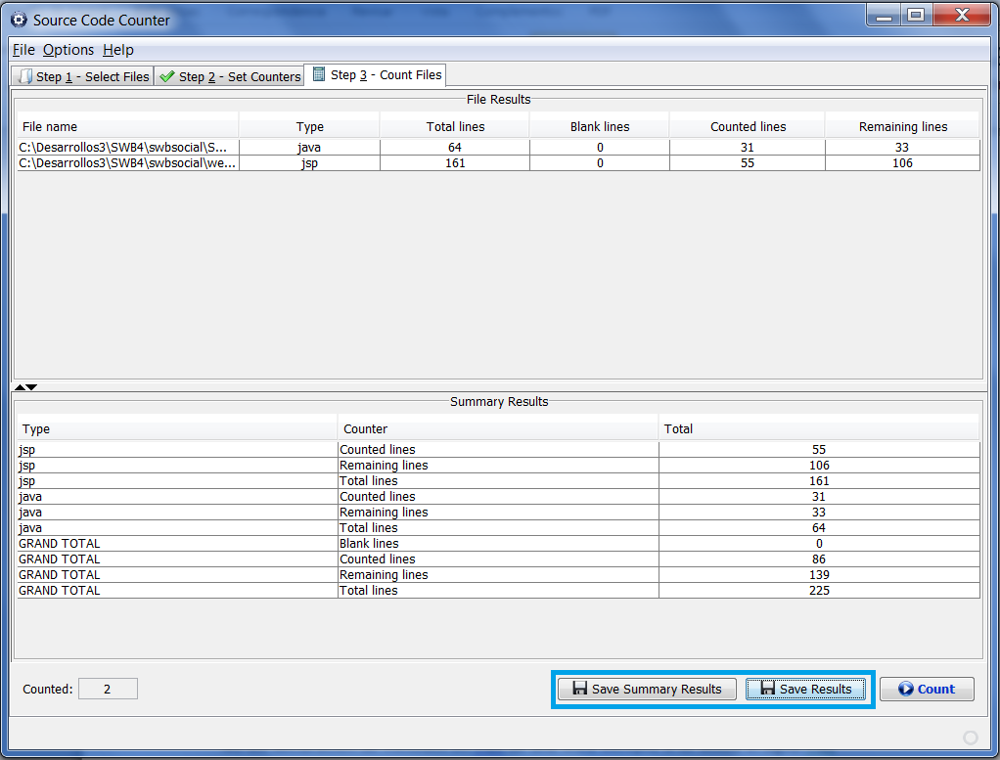 Source Code Counter
File Options Help
Step 1 - Select Files Step 2 - Set Counters Step 3 - Count Files
File Results
File name Type Total lines Blank lines Counted lines Remaining lines
C:\Desarrollos3\SWB4\swbsocial\S... java 64 0 31 33
C:\Desarrollos3\SWB4\swbsocial\we... jsp 161 0 55 106
Summary Results
Type Counter Total
jsp Counted lines 55
jsp Remaining lines 106
jsp Total lines 161
java Counted lines 31
java Remaining lines 33
java Total lines 64
GRAND TOTAL Blank lines 0
GRAND TOTAL Counted lines 86
GRAND TOTAL Remaining lines 139
GRAND TOTAL Total lines 225
Counted: 2 Save Summary Results Save Results Count